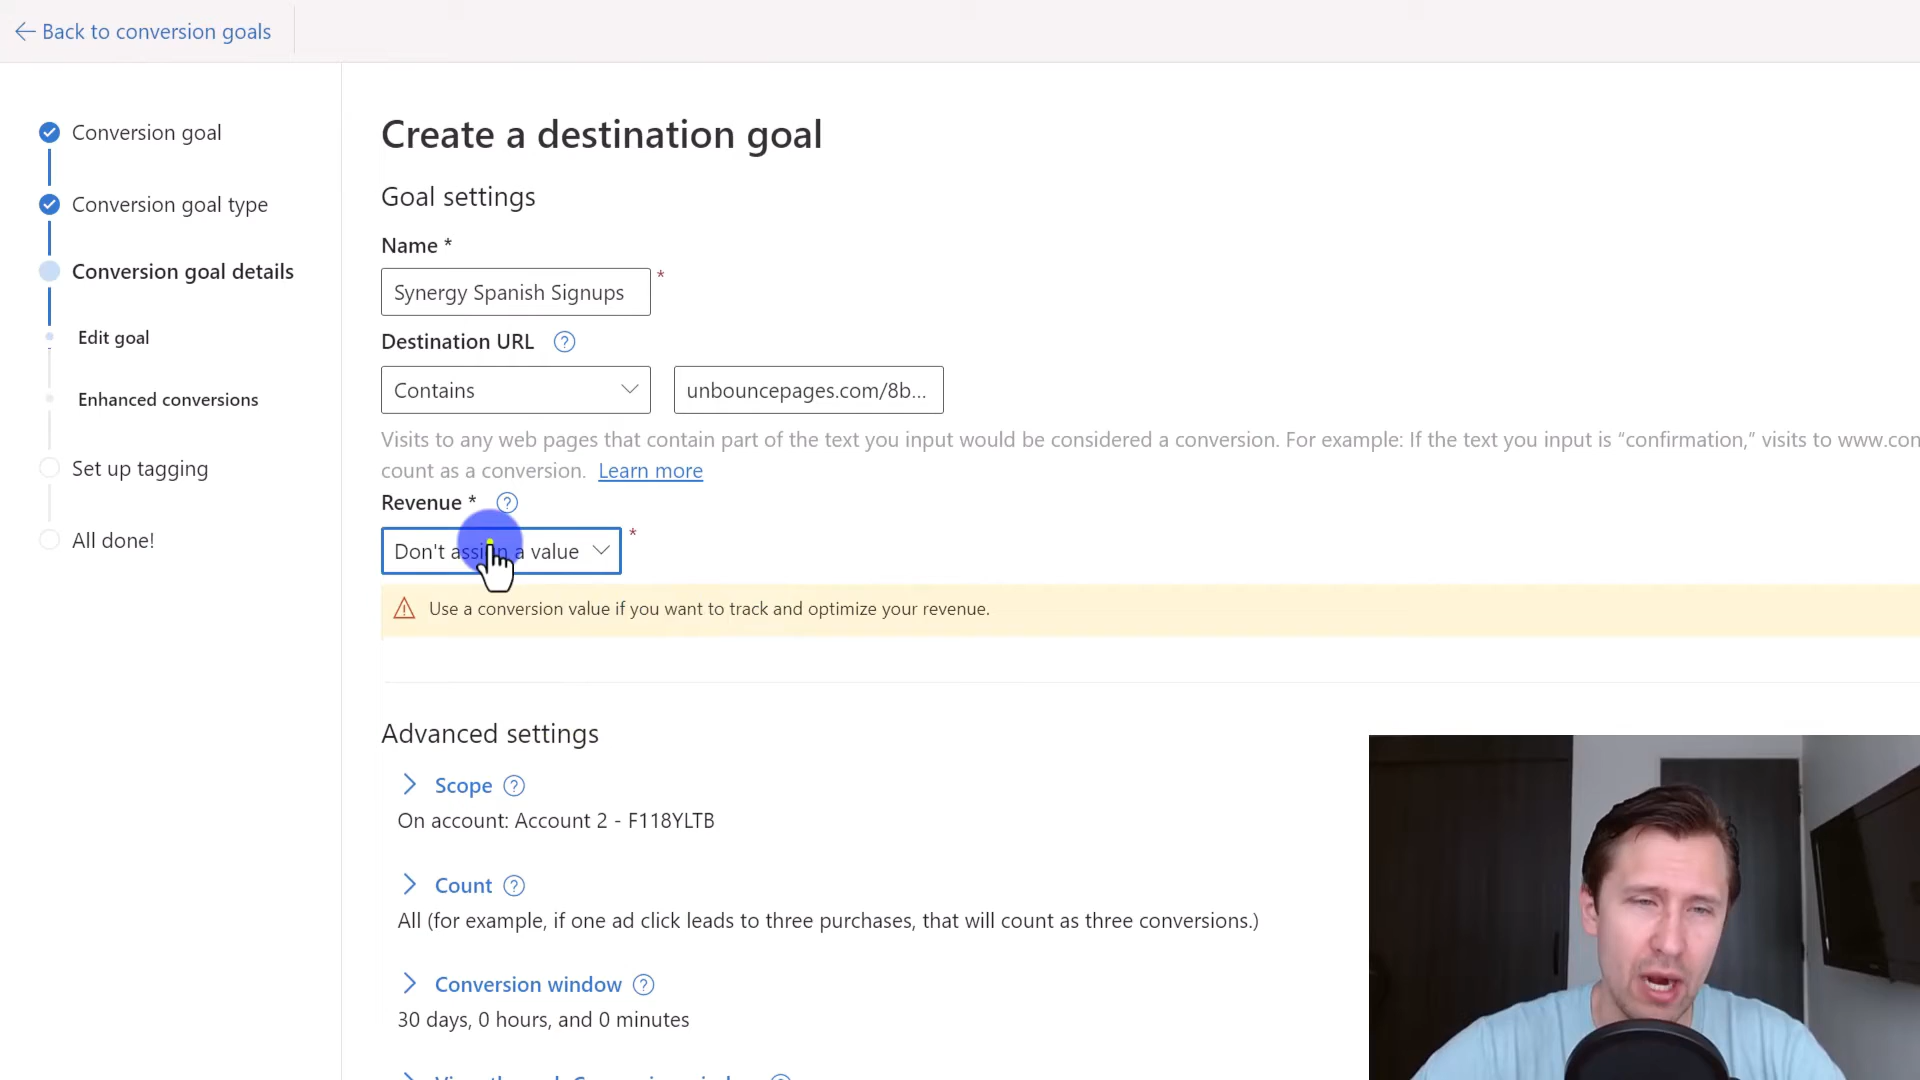 Back to conversion goals
Conversion goal
Conversion goal type
Conversion goal details
Edit goal
Enhanced conversions
Set up tagging
All done!
Create a destination goal
Goal settings
Name *
Synergy Spanish Signups *
Destination URL ?
Contains unbouncepages.com/8b...
Visits to any web pages that contain part of the text you input would be considered a conversion. For example: If the text you input is “confirmation,” visits to www.con
count as a conversion. Learn more
Revenue * ?
Don't assign a value *
Use a conversion value if you want to track and optimize your revenue.
Advanced settings
Scope ?
On account: Account 2 - F118YLTB
Count ?
All (for example, if one ad click leads to three purchases, that will count as three conversions.)
Conversion window ?
30 days, 0 hours, and 0 minutes